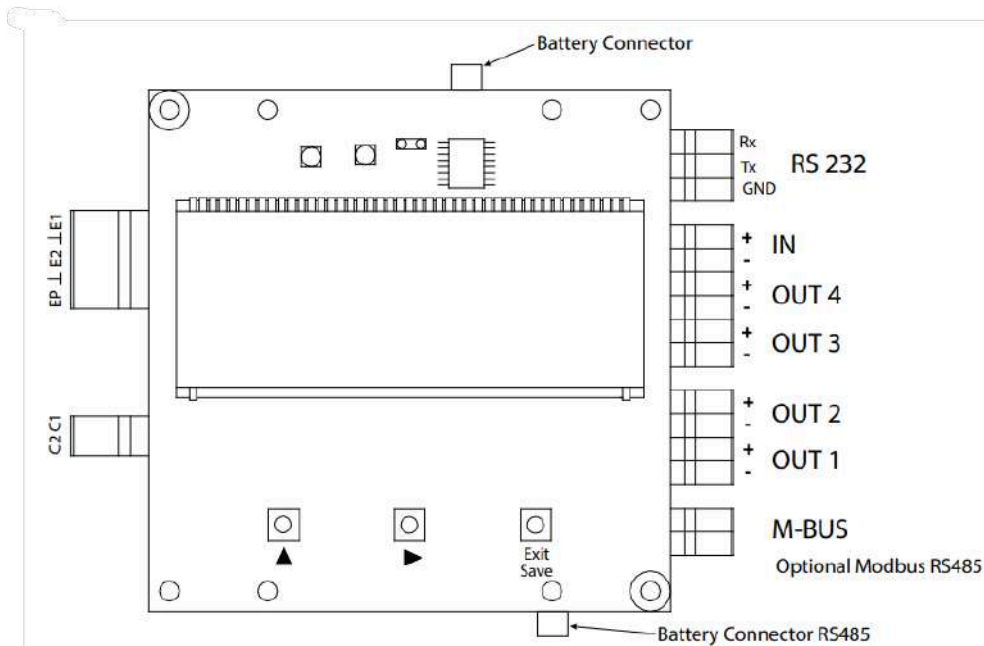 Battery Connector
Rx
Tx
GND
RS 232
EP ⊥ E2 ⊥ E1
+
-
IN
+
-
OUT 4
+
-
OUT 3
C2 C1
+
-
OUT 2
+
-
OUT 1
M-BUS
Optional Modbus RS485
▲
▶
Exit
Save
Battery Connector RS485